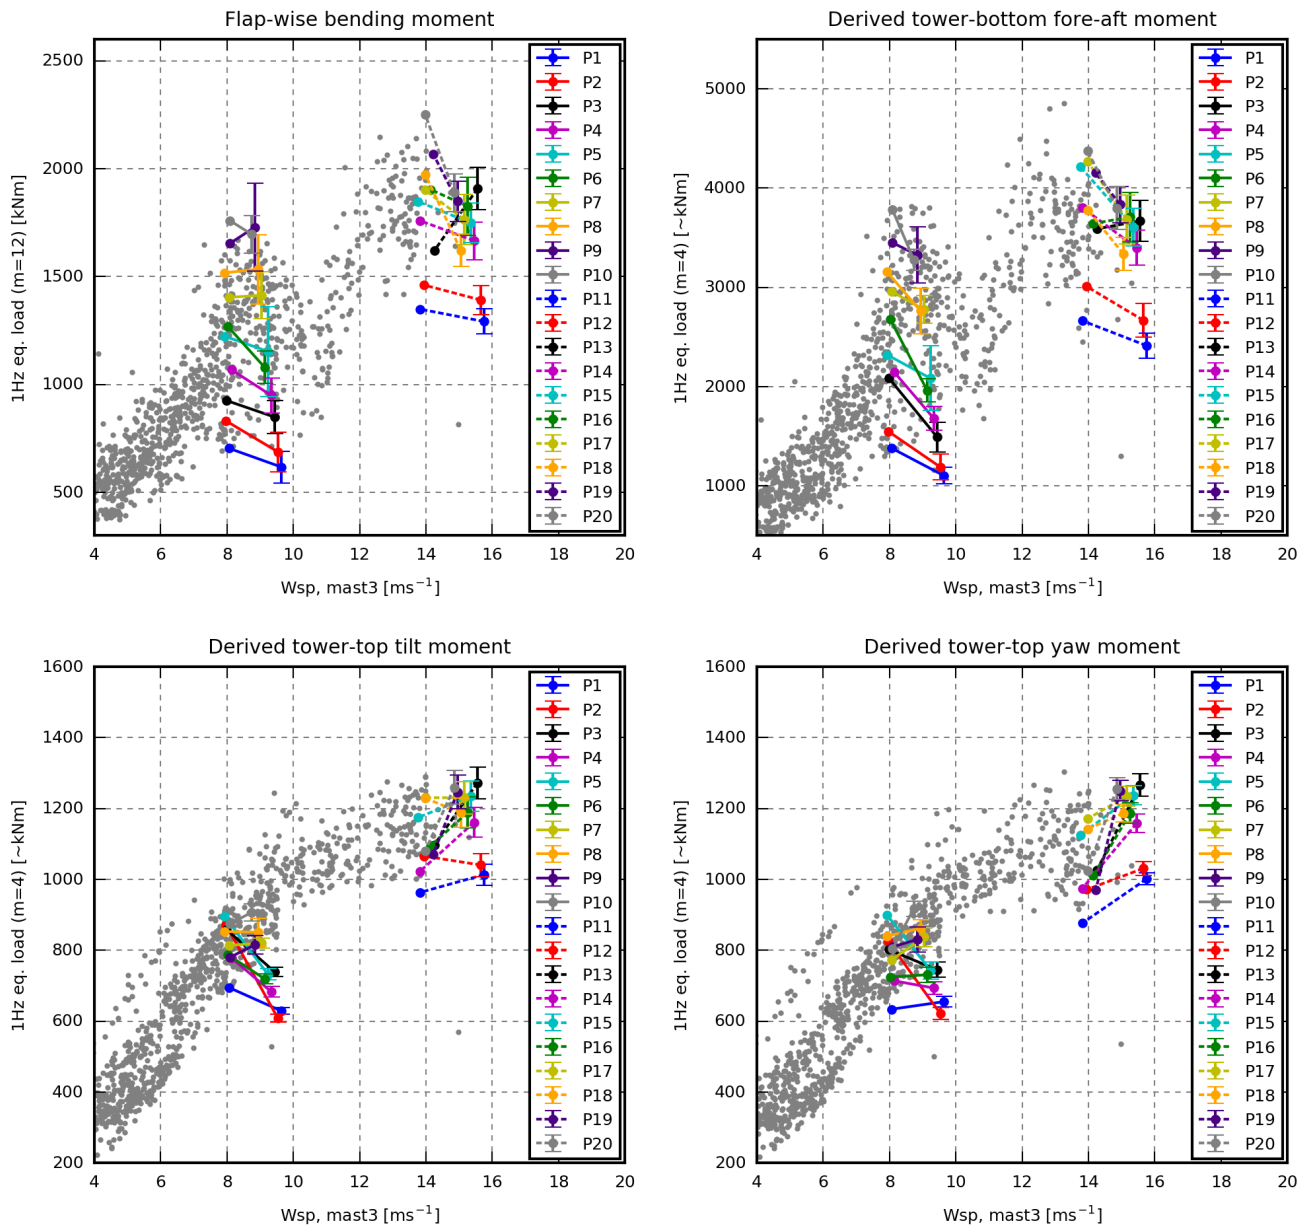 Flap-wise bending moment
1Hz eq. load (m=12) [kNm]
2500
2000
1500
1000
500
4 6 8 10 12 14 16 18 20
Wsp, mast3 [ms⁻¹]
P1
P2
P3
P4
P5
P6
P7
P8
P9
P10
P11
P12
P13
P14
P15
P16
P17
P18
P19
P20
Derived tower-bottom fore-aft moment
1Hz eq. load (m=4) [~kNm]
5000
4000
3000
2000
1000
4 6 8 10 12 14 16 18 20
Wsp, mast3 [ms⁻¹]
P1
P2
P3
P4
P5
P6
P7
P8
P9
P10
P11
P12
P13
P14
P15
P16
P17
P18
P19
P20
Derived tower-top tilt moment
1Hz eq. load (m=4) [~kNm]
1600
1400
1200
1000
800
600
400
200
4 6 8 10 12 14 16 18 20
Wsp, mast3 [ms⁻¹]
P1
P2
P3
P4
P5
P6
P7
P8
P9
P10
P11
P12
P13
P14
P15
P16
P17
P18
P19
P20
Derived tower-top yaw moment
1Hz eq. load (m=4) [~kNm]
1600
1400
1200
1000
800
600
400
200
4 6 8 10 12 14 16 18 20
Wsp, mast3 [ms⁻¹]
P1
P2
P3
P4
P5
P6
P7
P8
P9
P10
P11
P12
P13
P14
P15
P16
P17
P18
P19
P20